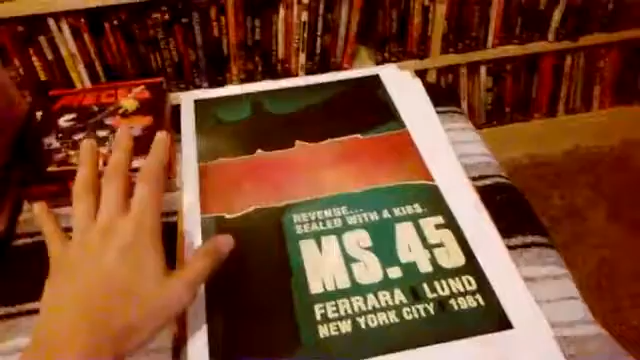 REVENGE...
SEALED WITH A KISS.
MS.45
FERRARA LUND
NEW YORK CITY 1981